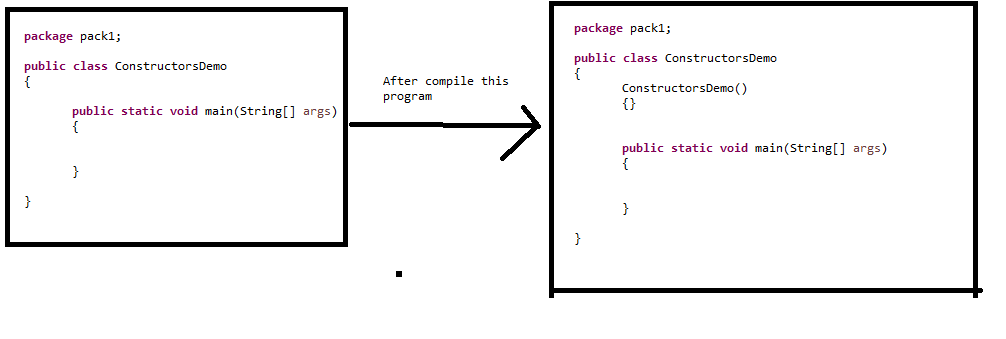 package pack1;
public class ConstructorsDemo
{
public static void main(String[] args)
{
}
}
After compile this
program
package pack1;
public class ConstructorsDemo
{
ConstructorsDemo()
{}
public static void main(String[] args)
{
}
}